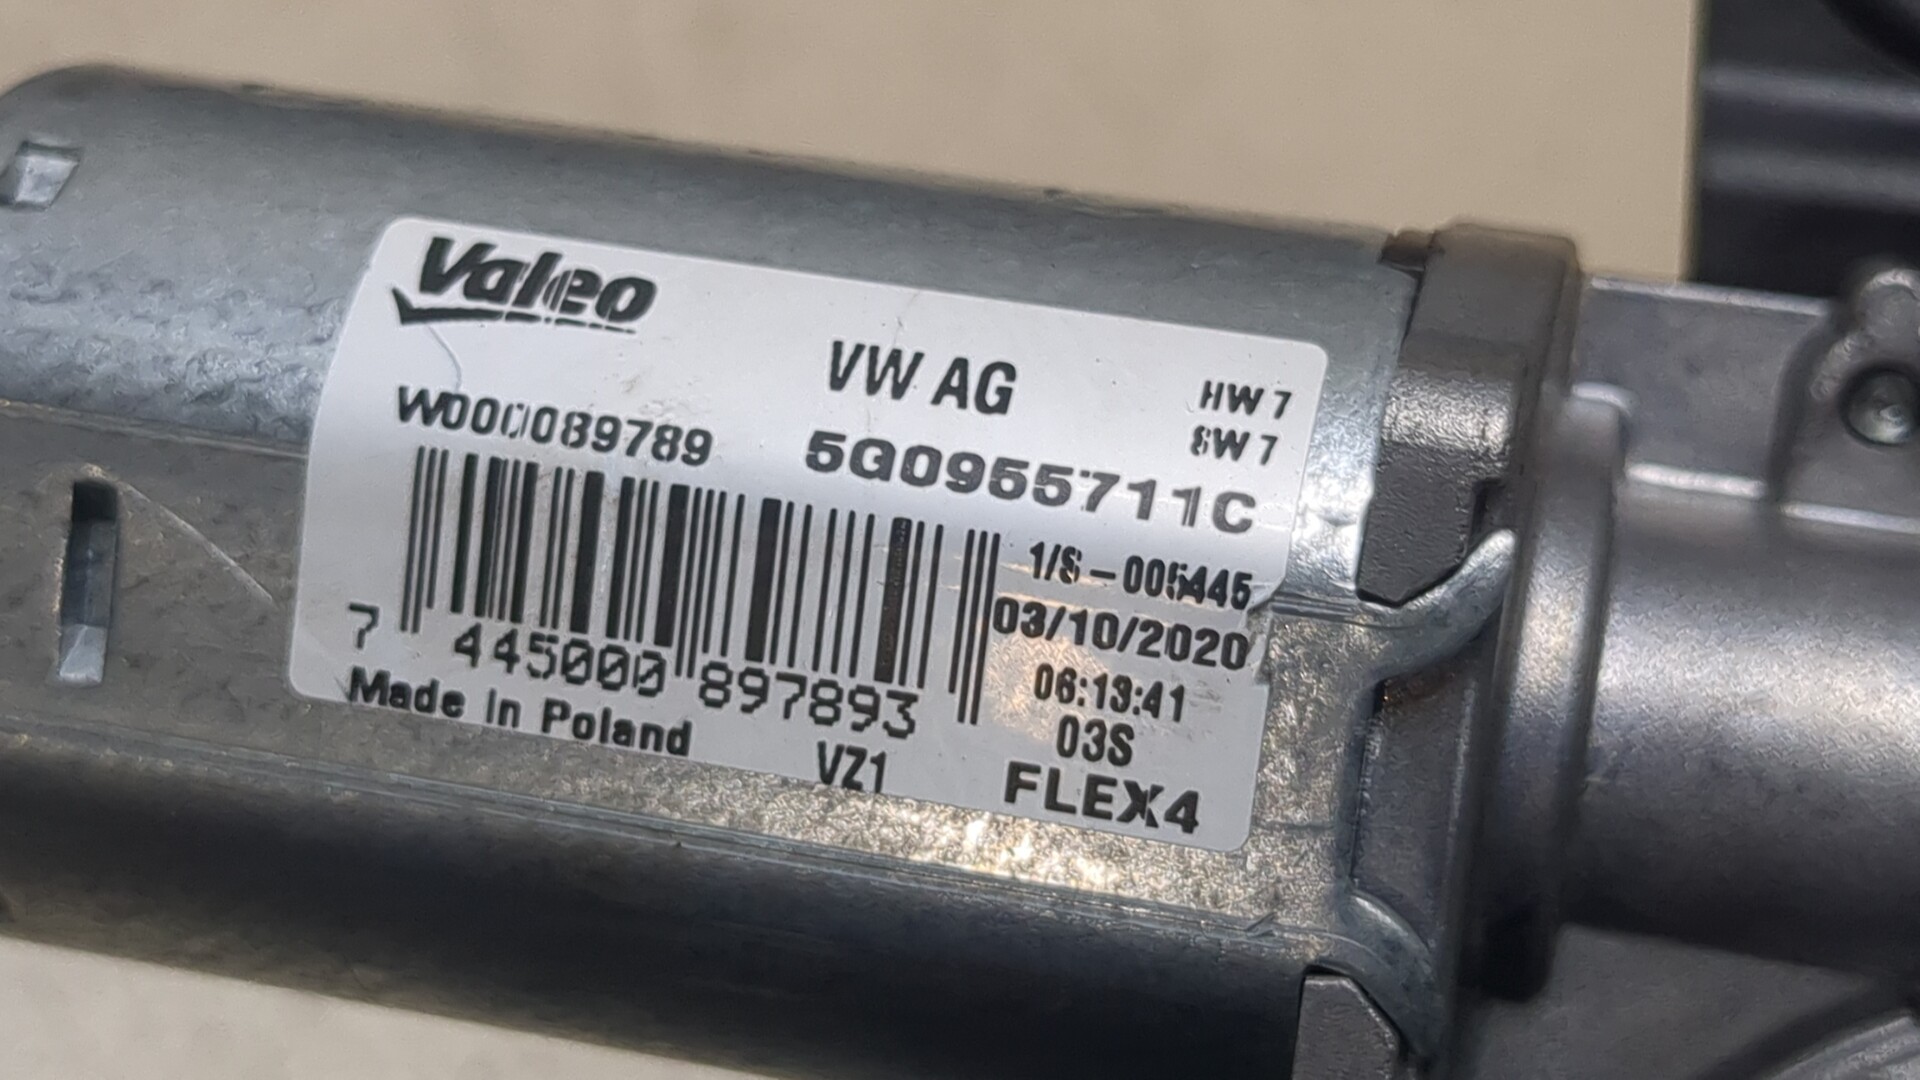 Valeo
VW AG
HW 7
SW 7
W000089789
5G0955711C
1/S-005445
03/10/2020
7 445000 897893
06:13:41
03S
Made in Poland
VZ1
FLEX4